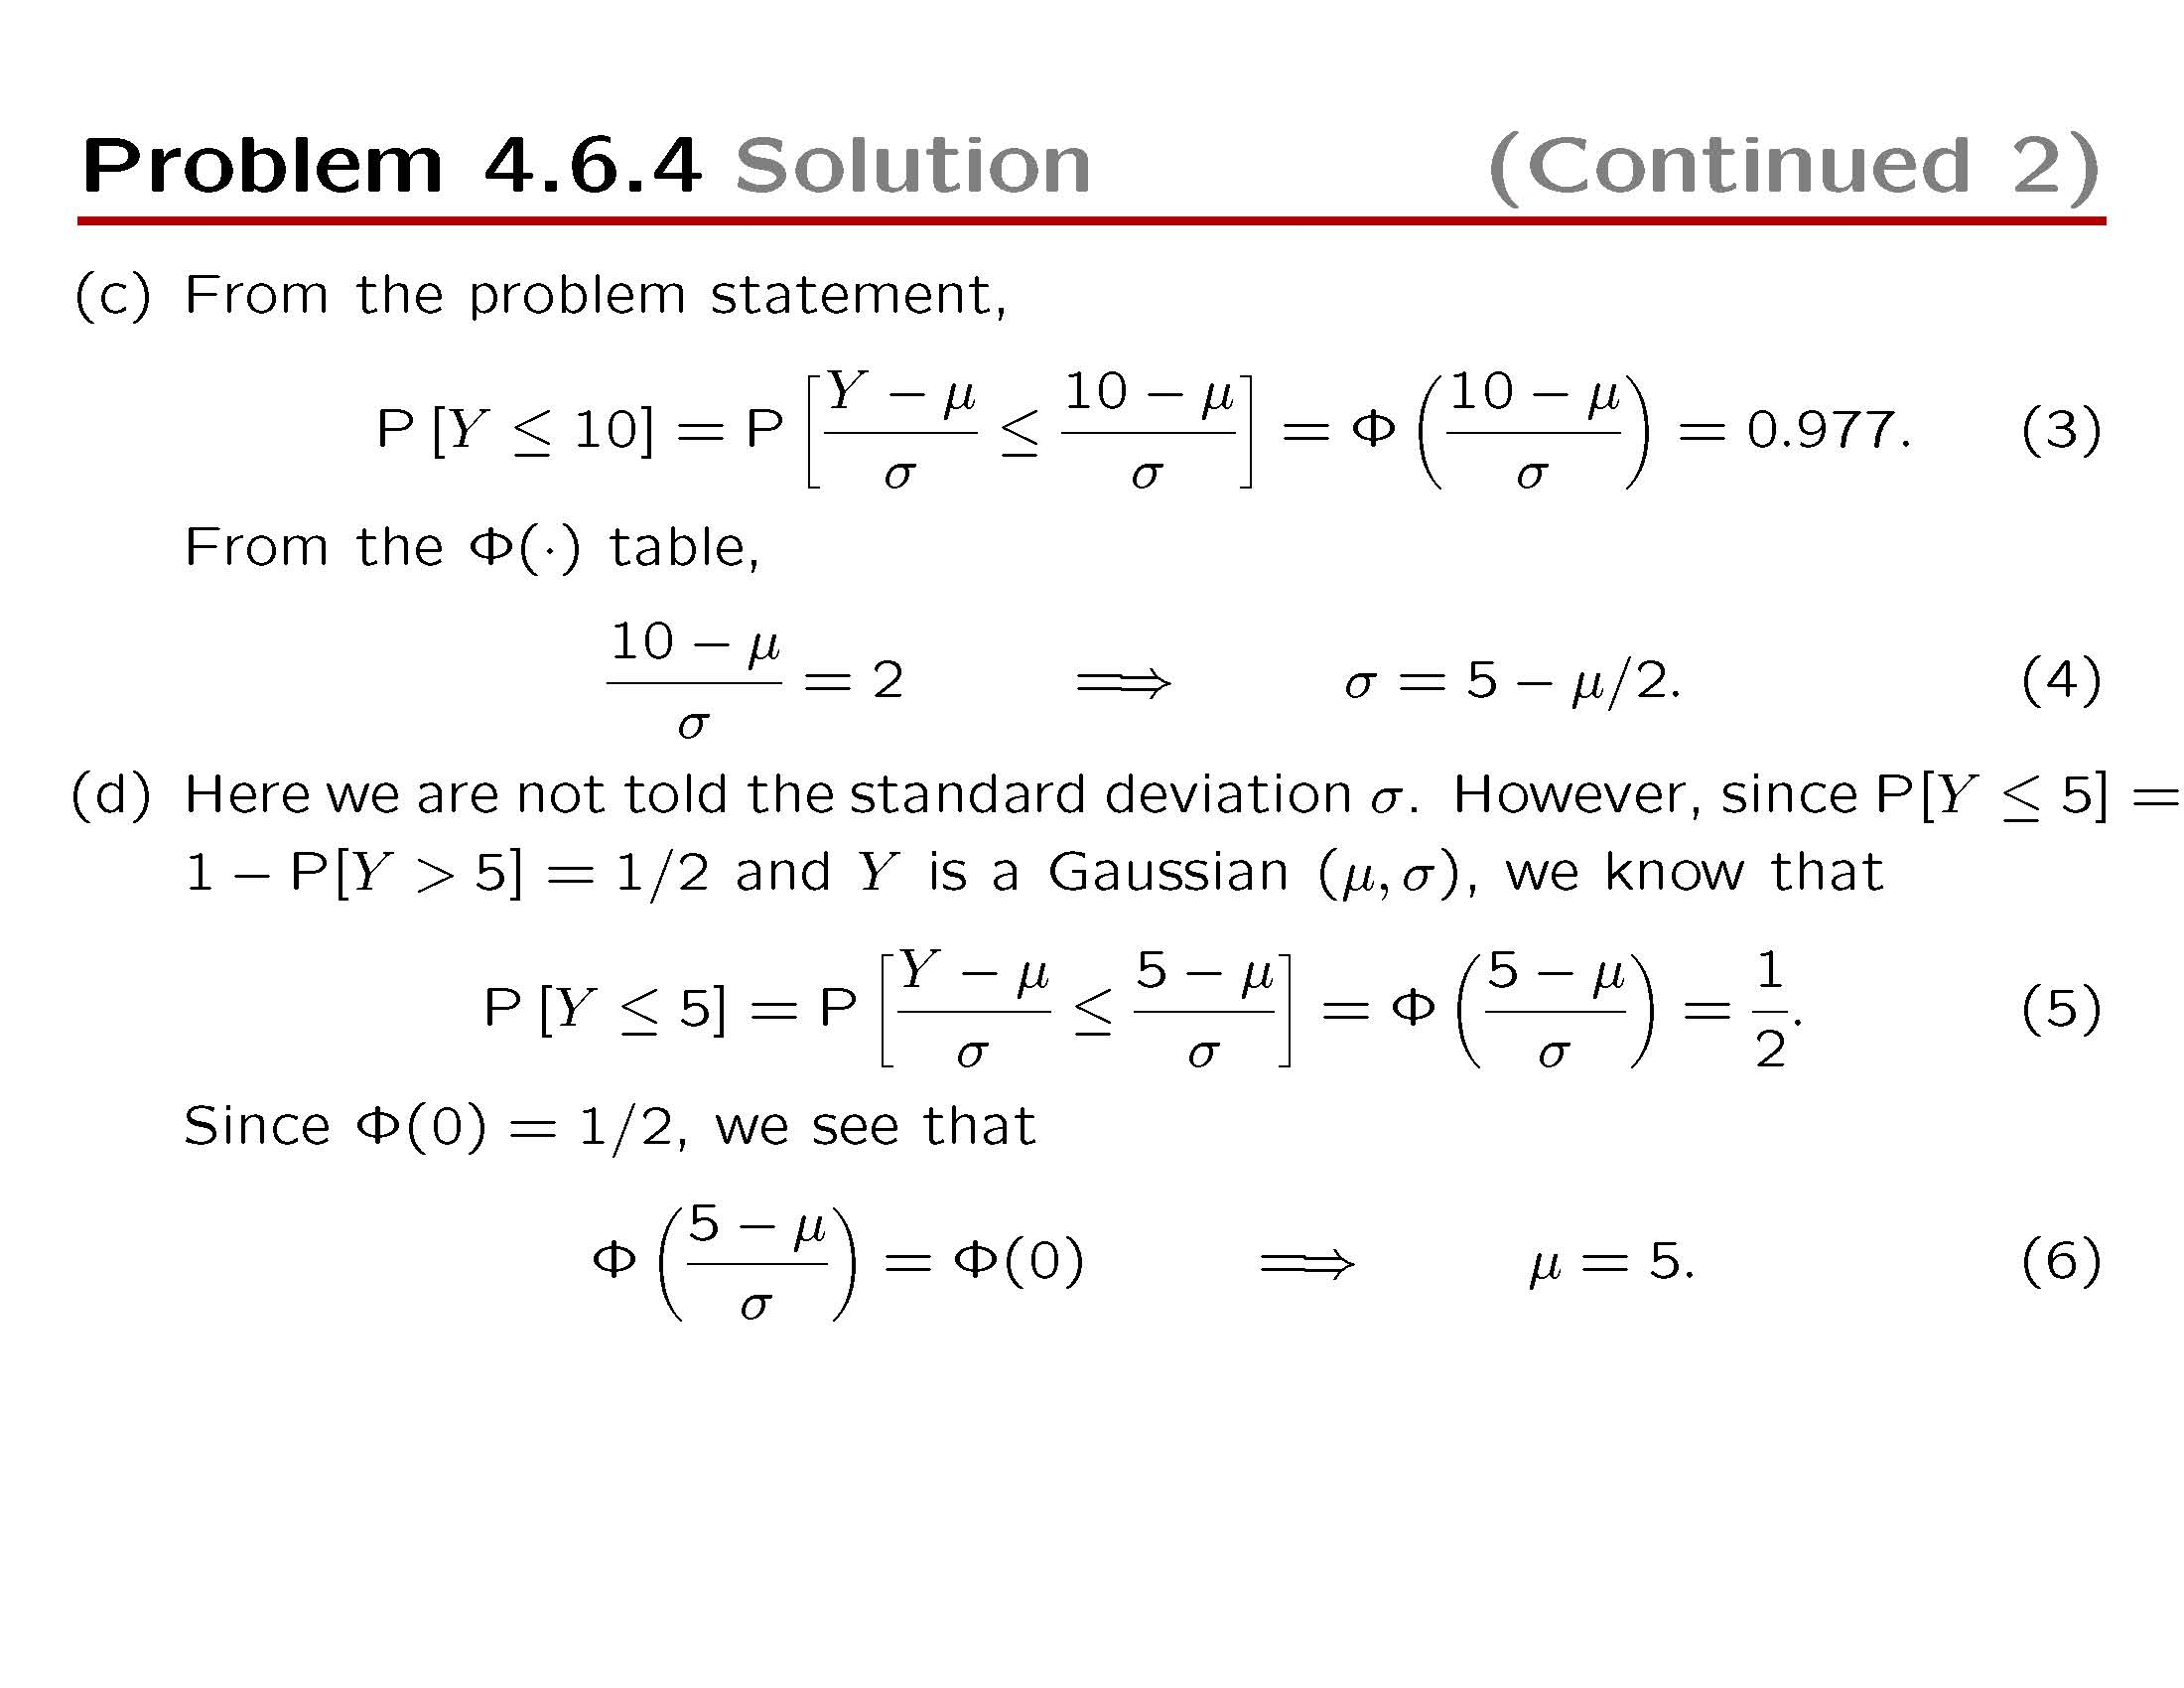 Problem 4.6.4 Solution (Continued 2)
(c) From the problem statement,
P [Y ≤ 10] = P [ (Y − μ)/σ ≤ (10 − μ)/σ ] = Φ ( (10 − μ)/σ ) = 0.977. (3)
From the Φ(·) table,
(10 − μ)/σ = 2 ⟹ σ = 5 − μ/2. (4)
(d) Here we are not told the standard deviation σ. However, since P[Y ≤ 5] =
1 − P[Y > 5] = 1/2 and Y is a Gaussian (μ, σ), we know that
P [Y ≤ 5] = P [ (Y − μ)/σ ≤ (5 − μ)/σ ] = Φ ( (5 − μ)/σ ) = 1/2. (5)
Since Φ(0) = 1/2, we see that
Φ ( (5 − μ)/σ ) = Φ(0) ⟹ μ = 5. (6)